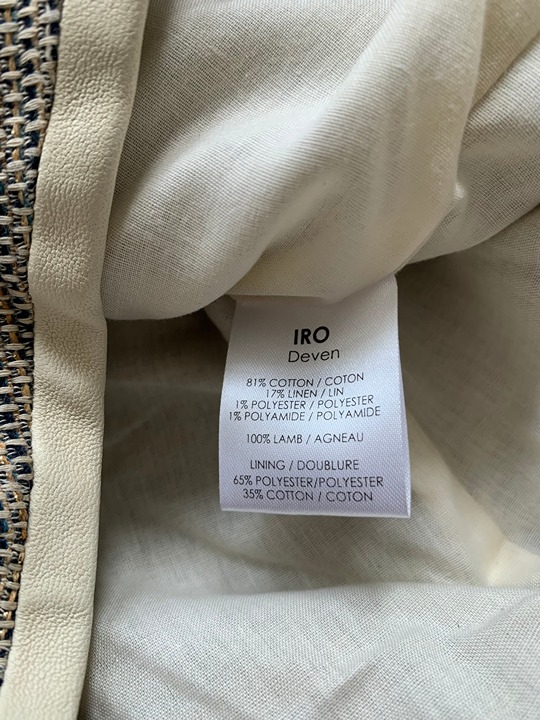 IRO
Deven
81% COTTON / COTON
17% LINEN / LIN
1% POLYESTER / POLYESTER
1% POLYAMIDE / POLYAMIDE
100% LAMB / AGNEAU
LINING / DOUBLURE
65% POLYESTER/POLYESTER
35% COTTON / COTON